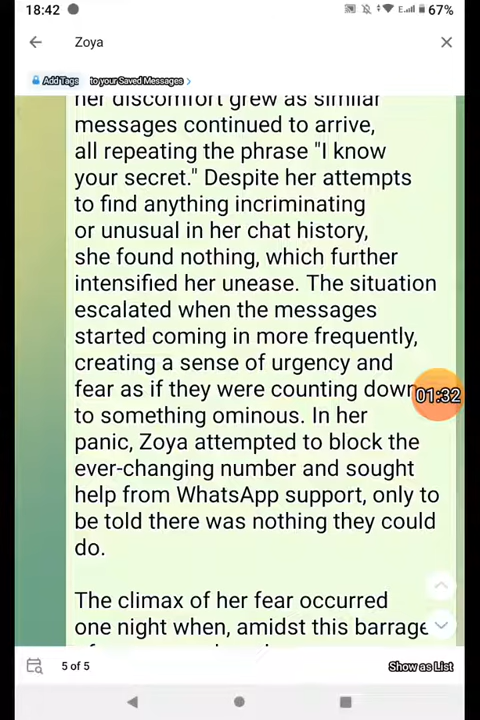 18:42 67%
Zoya
Add Tags to your Saved Messages >
her discomfort grew as similar
messages continued to arrive,
all repeating the phrase "I know
your secret." Despite her attempts
to find anything incriminating
or unusual in her chat history,
she found nothing, which further
intensified her unease. The situation
escalated when the messages
started coming in more frequently,
creating a sense of urgency and
fear as if they were counting down
01:32
to something ominous. In her
panic, Zoya attempted to block the
ever-changing number and sought
help from WhatsApp support, only to
be told there was nothing they could
do.
The climax of her fear occurred
one night when, amidst this barrage
5 of 5 Show as List